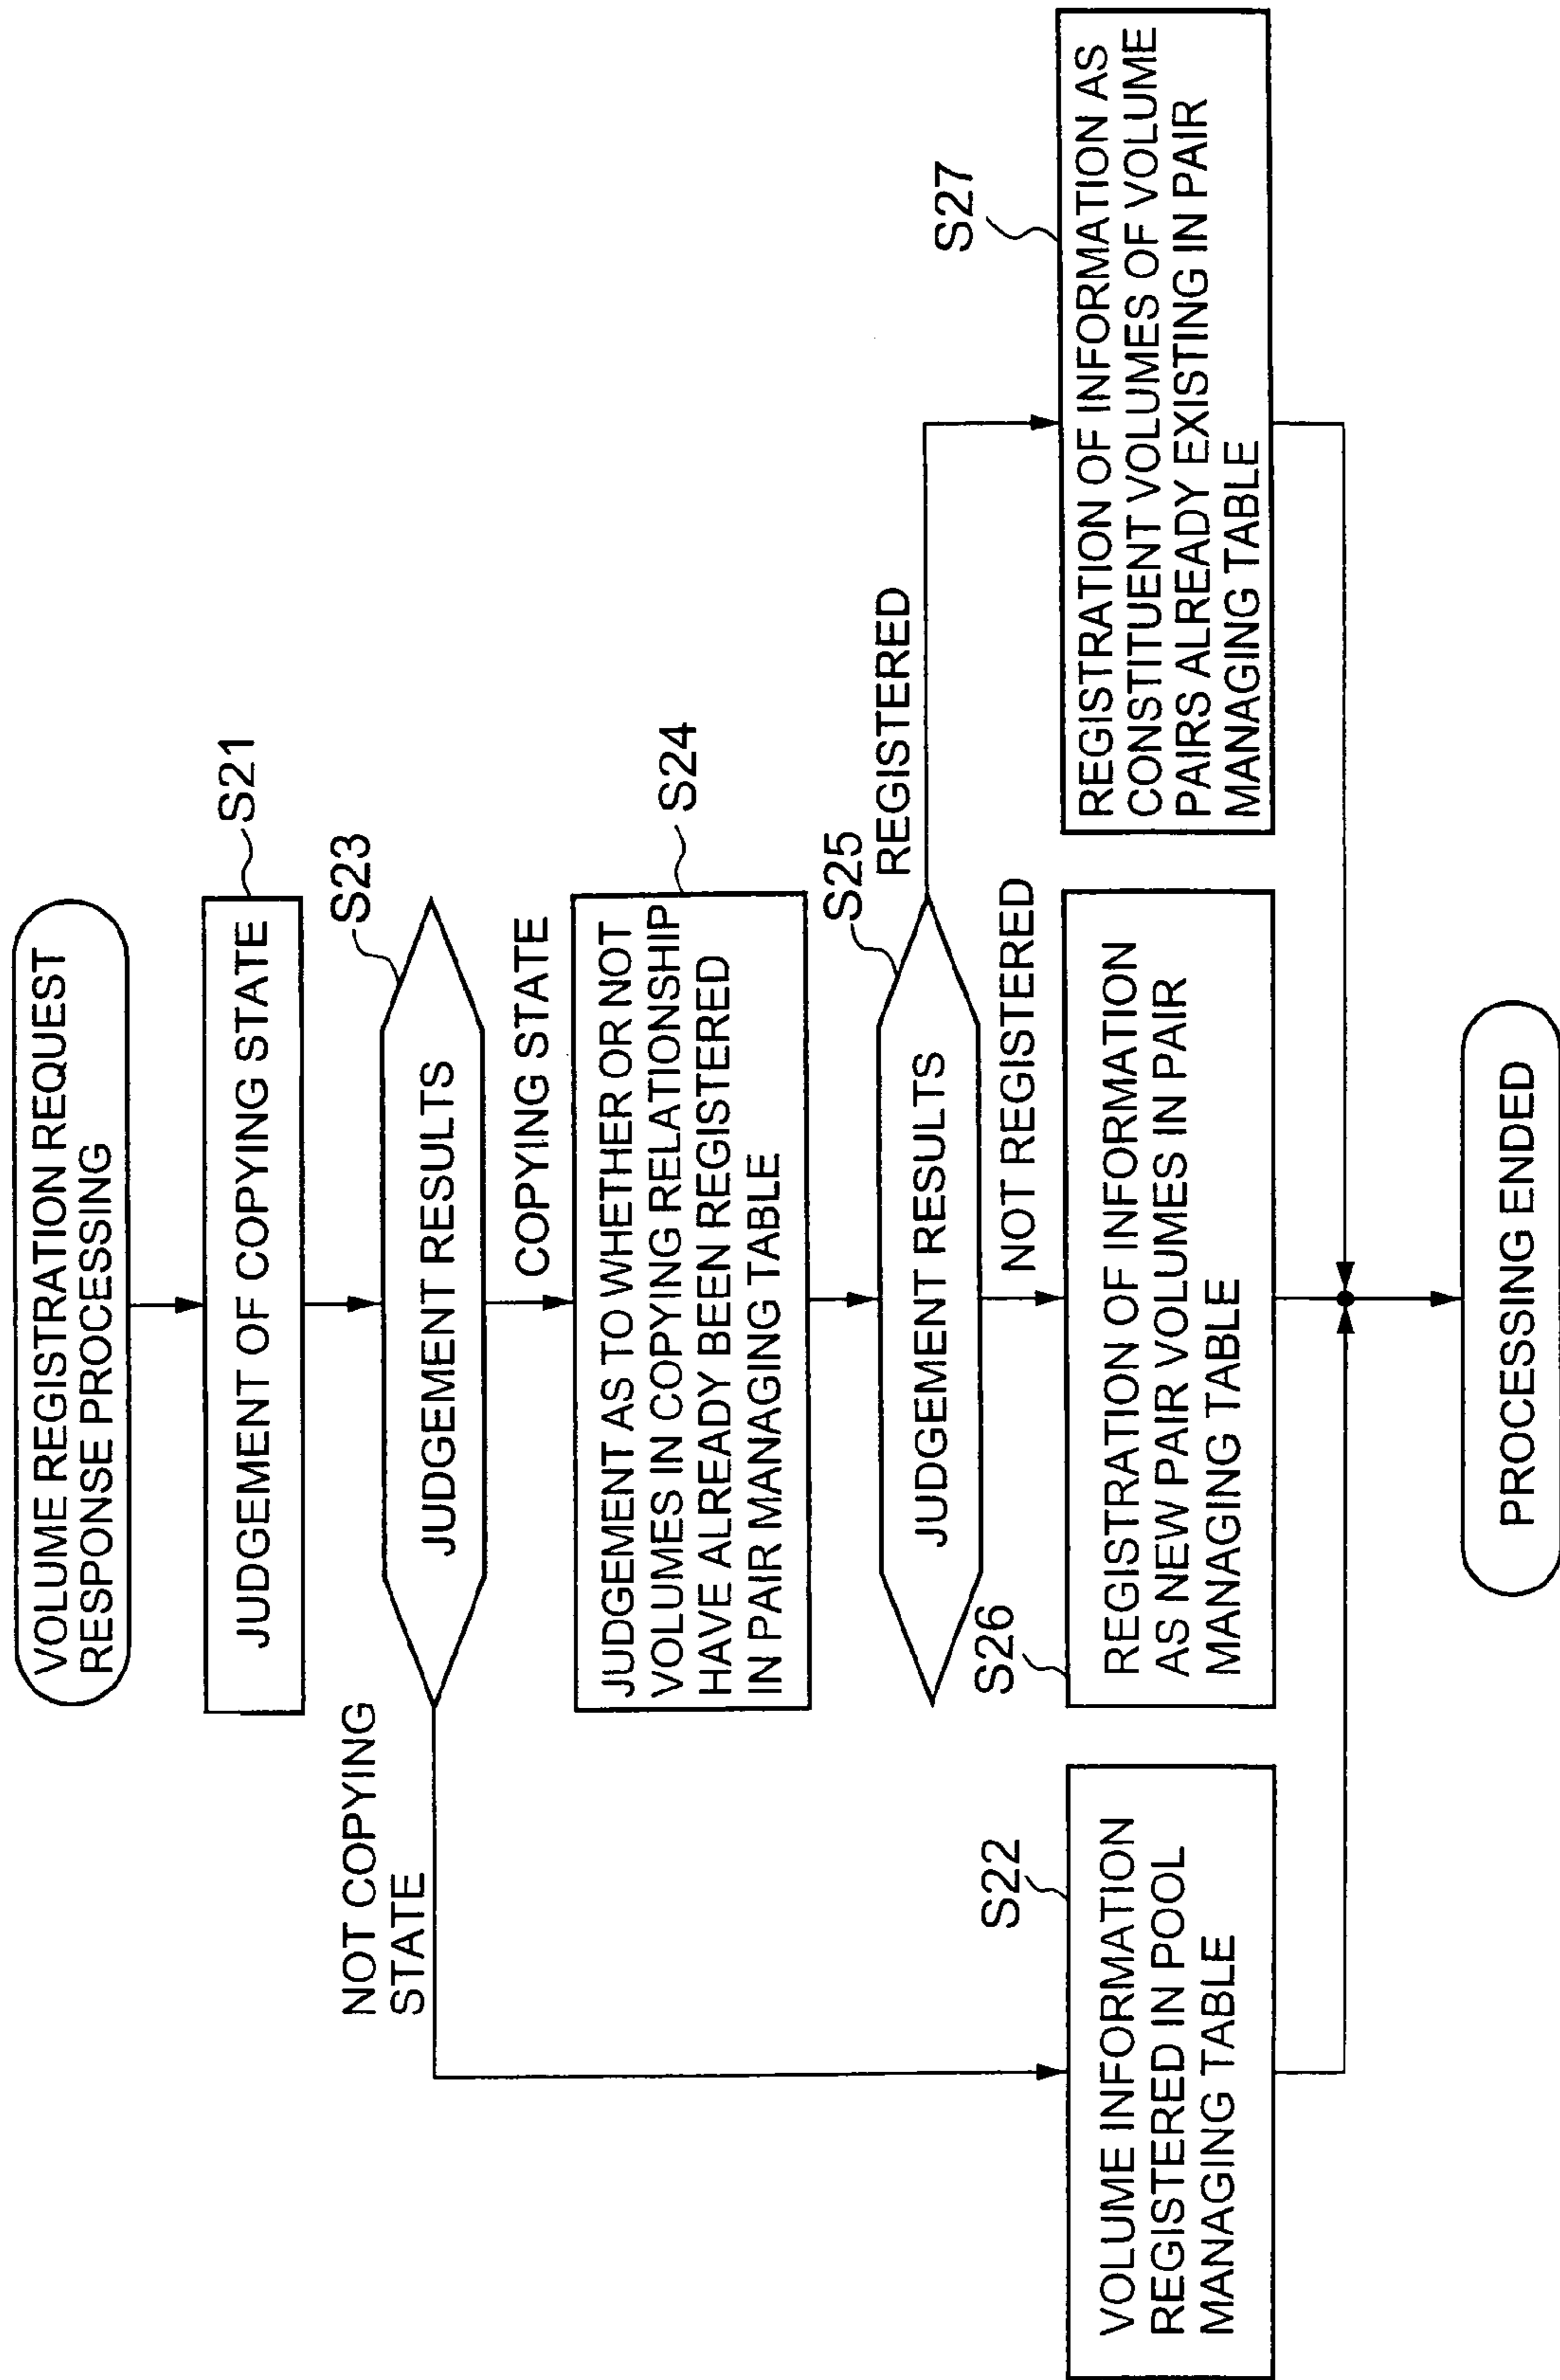 VOLUME REGISTRATION REQUEST
RESPONSE PROCESSING
S21
JUDGEMENT OF COPYING STATE
S23
JUDGEMENT RESULTS
NOT COPYING
STATE
COPYING STATE
S24
JUDGEMENT AS TO WHETHER OR NOT
VOLUMES IN COPYING RELATIONSHIP
HAVE ALREADY BEEN REGISTERED
IN PAIR MANAGING TABLE
S25
JUDGEMENT RESULTS
REGISTERED
NOT REGISTERED
S22
VOLUME INFORMATION
REGISTERED IN POOL
MANAGING TABLE
S26
REGISTRATION OF INFORMATION
AS NEW PAIR VOLUMES IN PAIR
MANAGING TABLE
S27
REGISTRATION OF INFORMATION AS
CONSTITUENT VOLUMES OF VOLUME
PAIRS ALREADY EXISTING IN PAIR
MANAGING TABLE
PROCESSING ENDED